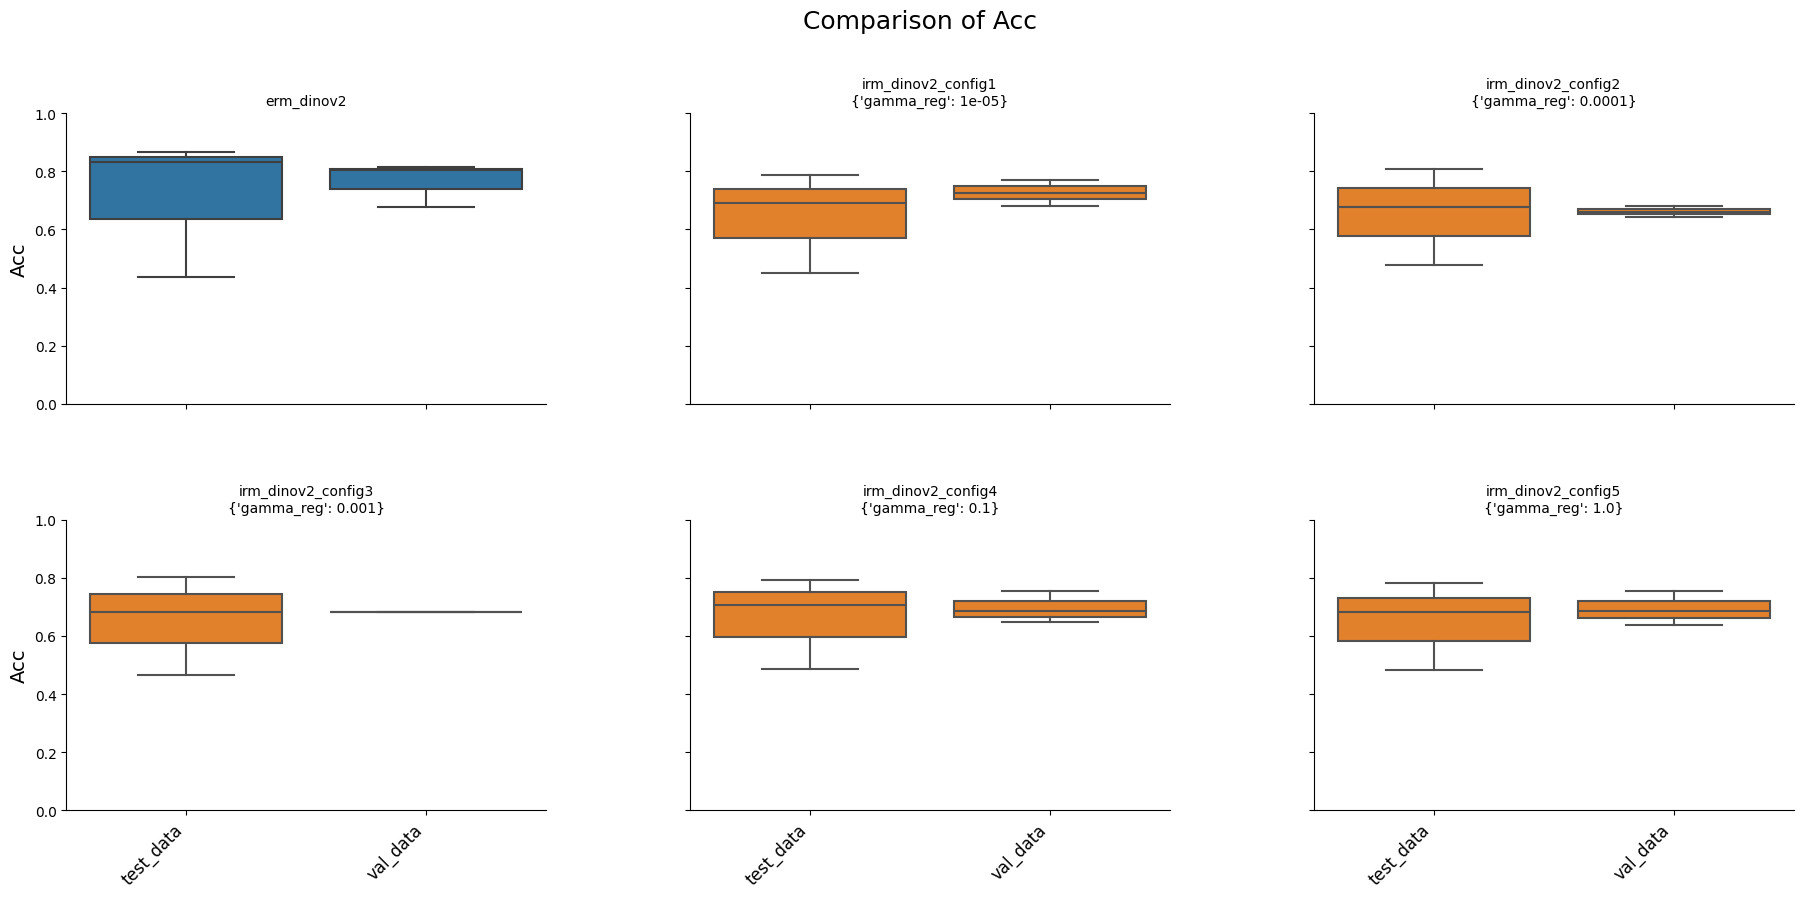 Comparison of Acc
erm_dinov2
irm_dinov2_config1
{'gamma_reg': 1e-05}
irm_dinov2_config2
{'gamma_reg': 0.0001}
1.0
0.8
0.6
0.4
0.2
0.0
Acc
irm_dinov2_config3
{'gamma_reg': 0.001}
irm_dinov2_config4
{'gamma_reg': 0.1}
irm_dinov2_config5
{'gamma_reg': 1.0}
1.0
0.8
0.6
0.4
0.2
0.0
Acc
test_data
val_data
test_data
val_data
test_data
val_data